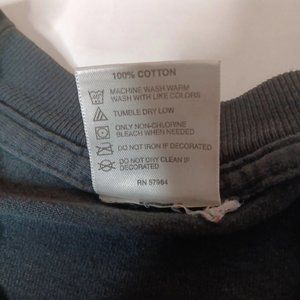 100% COTTON
MACHINE WASH WARM
WASH WITH LIKE COLORS
TUMBLE DRY LOW
ONLY NON-CHLORINE
BLEACH WHEN NEEDED
DO NOT IRON IF DECORATED
DO NOT DRY CLEAN IF
DECORATED
RN 57984